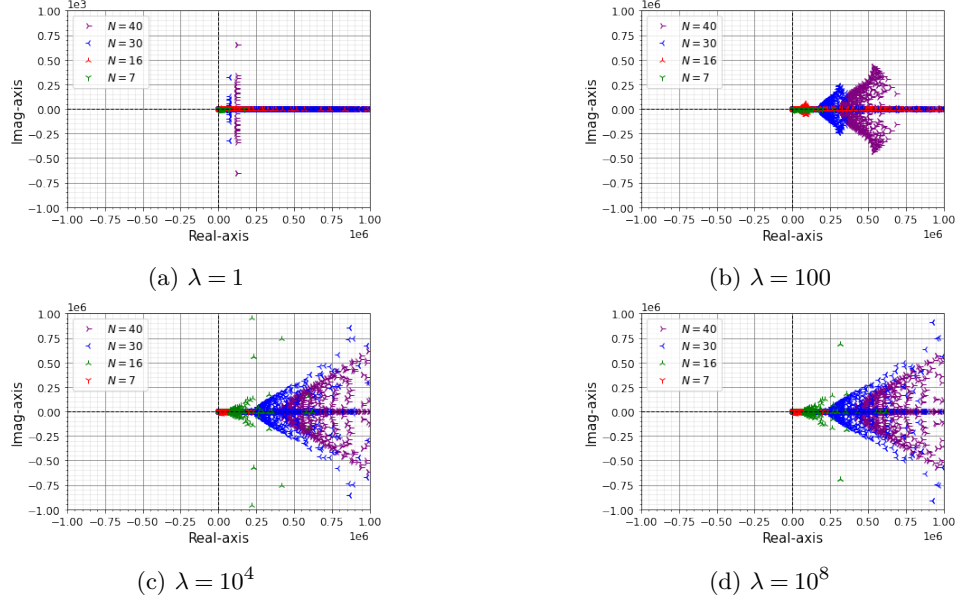 1e3
1.00
0.75
0.50
0.25
0.00
−0.25
−0.50
−0.75
−1.00
Imag-axis
N = 40
N = 30
N = 16
N = 7
−1.00 −0.75 −0.50 −0.25 0.00 0.25 0.50 0.75 1.00
1e6
Real-axis
(a) λ = 1
1e6
1.00
0.75
0.50
0.25
0.00
−0.25
−0.50
−0.75
−1.00
Imag-axis
N = 40
N = 30
N = 16
N = 7
−1.00 −0.75 −0.50 −0.25 0.00 0.25 0.50 0.75 1.00
1e6
Real-axis
(b) λ = 100
1e6
1.00
0.75
0.50
0.25
0.00
−0.25
−0.50
−0.75
−1.00
Imag-axis
N = 40
N = 30
N = 16
N = 7
−1.00 −0.75 −0.50 −0.25 0.00 0.25 0.50 0.75 1.00
1e6
Real-axis
(c) λ = 10⁴
1e6
1.00
0.75
0.50
0.25
0.00
−0.25
−0.50
−0.75
−1.00
Imag-axis
N = 40
N = 30
N = 16
N = 7
−1.00 −0.75 −0.50 −0.25 0.00 0.25 0.50 0.75 1.00
1e6
Real-axis
(d) λ = 10⁸